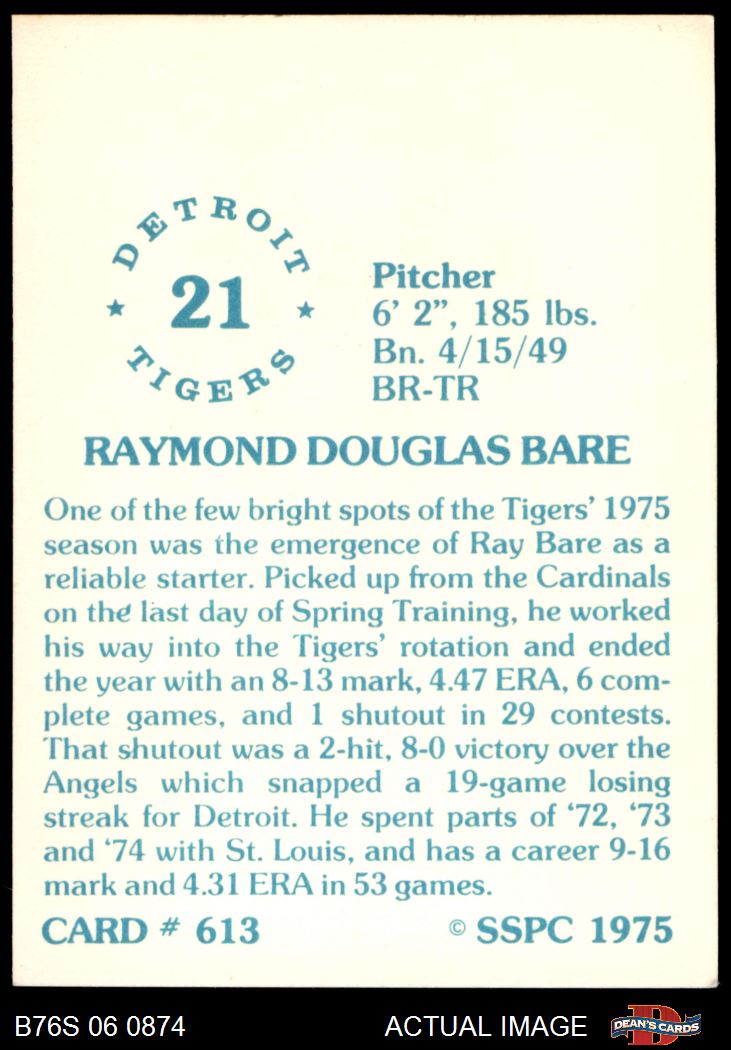 DETROIT
21
TIGERS
Pitcher
6’ 2”, 185 lbs.
Bn. 4/15/49
BR-TR
RAYMOND DOUGLAS BARE
One of the few bright spots of the Tigers’ 1975
season was the emergence of Ray Bare as a
reliable starter. Picked up from the Cardinals
on the last day of Spring Training, he worked
his way into the Tigers’ rotation and ended
the year with an 8-13 mark, 4.47 ERA, 6 com-
plete games, and 1 shutout in 29 contests.
That shutout was a 2-hit, 8-0 victory over the
Angels which snapped a 19-game losing
streak for Detroit. He spent parts of ‘72, ‘73
and ‘74 with St. Louis, and has a career 9-16
mark and 4.31 ERA in 53 games.
CARD # 613 © SSPC 1975
B76S 06 0874 ACTUAL IMAGE DEAN'S CARDS